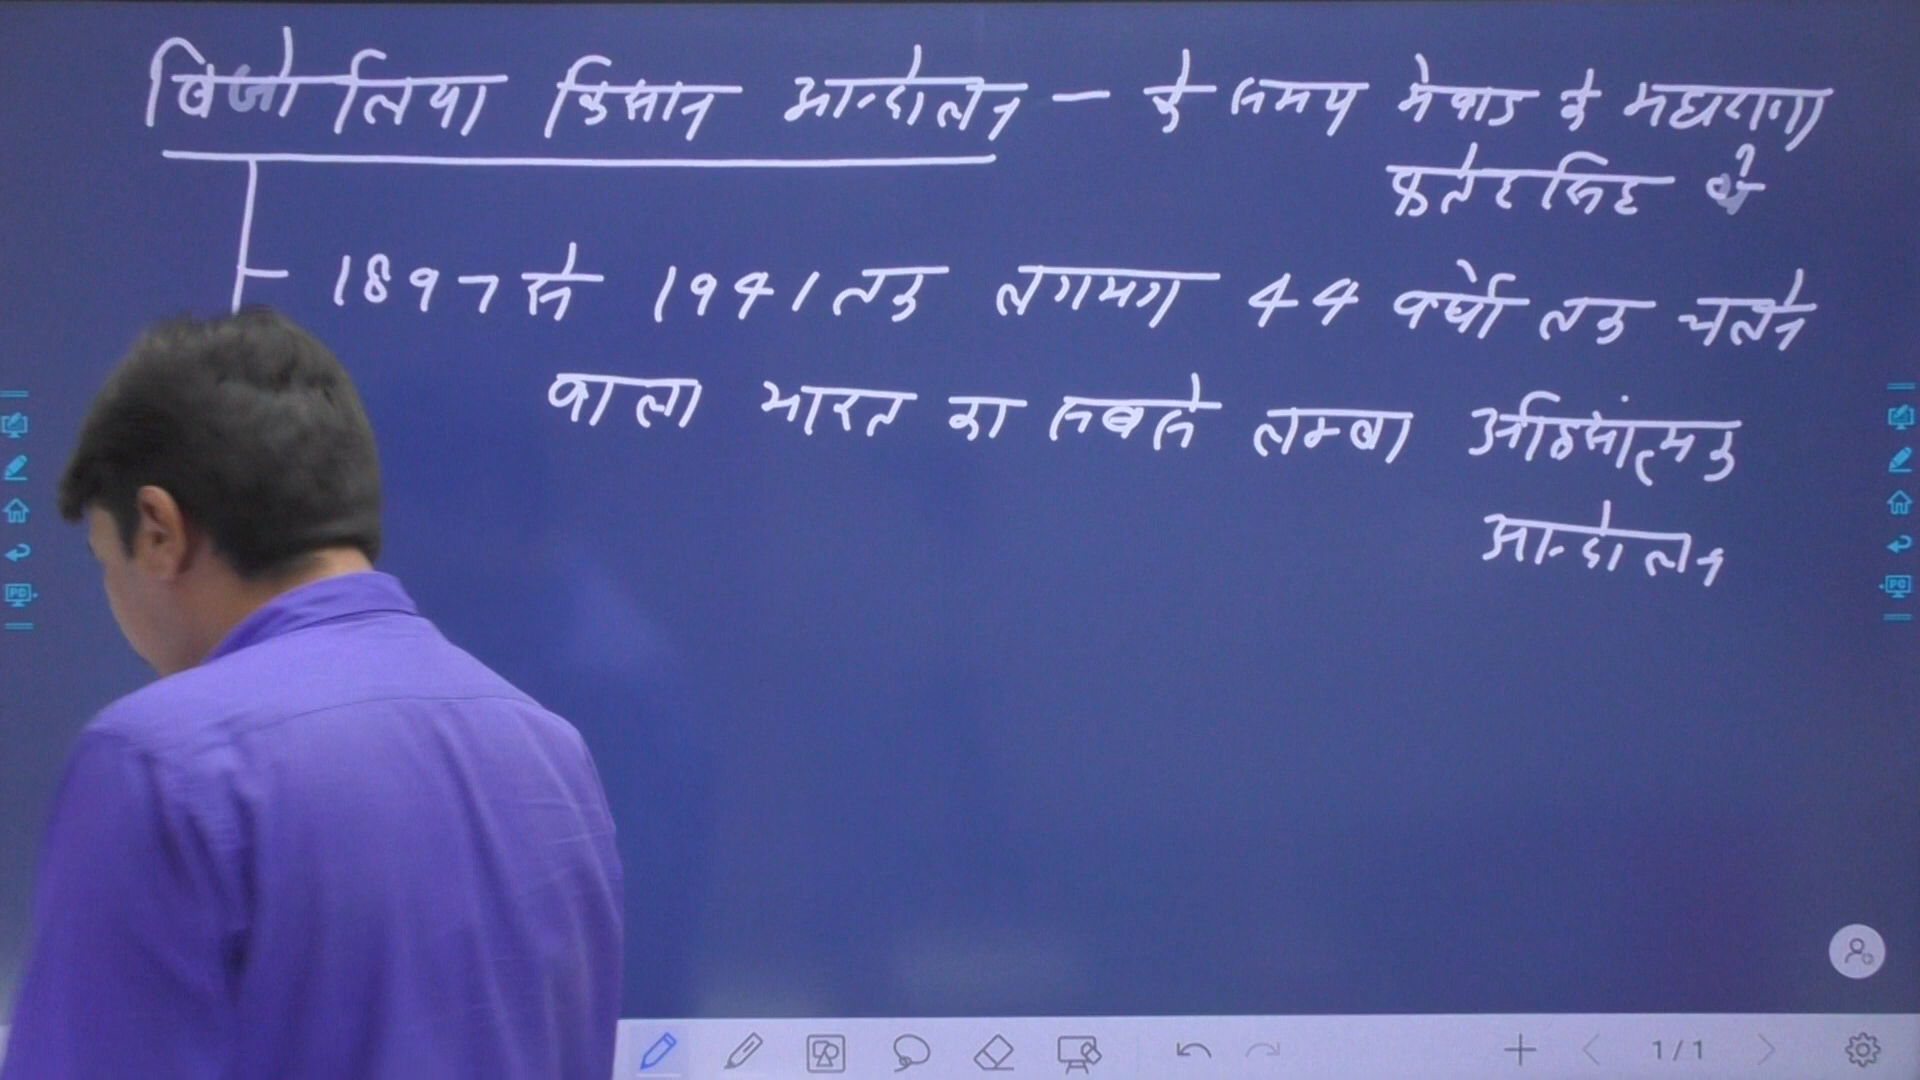 बिजोलिया किसान आन्दोलन – के समय मेवाड के महाराणा
फतेहसिंह थे
1897 से 1941 तक लगभग 44 वर्षो तक चलने
वाला भारत का सबसे लम्बा अहिसांत्मक
आन्दोलन
1/1